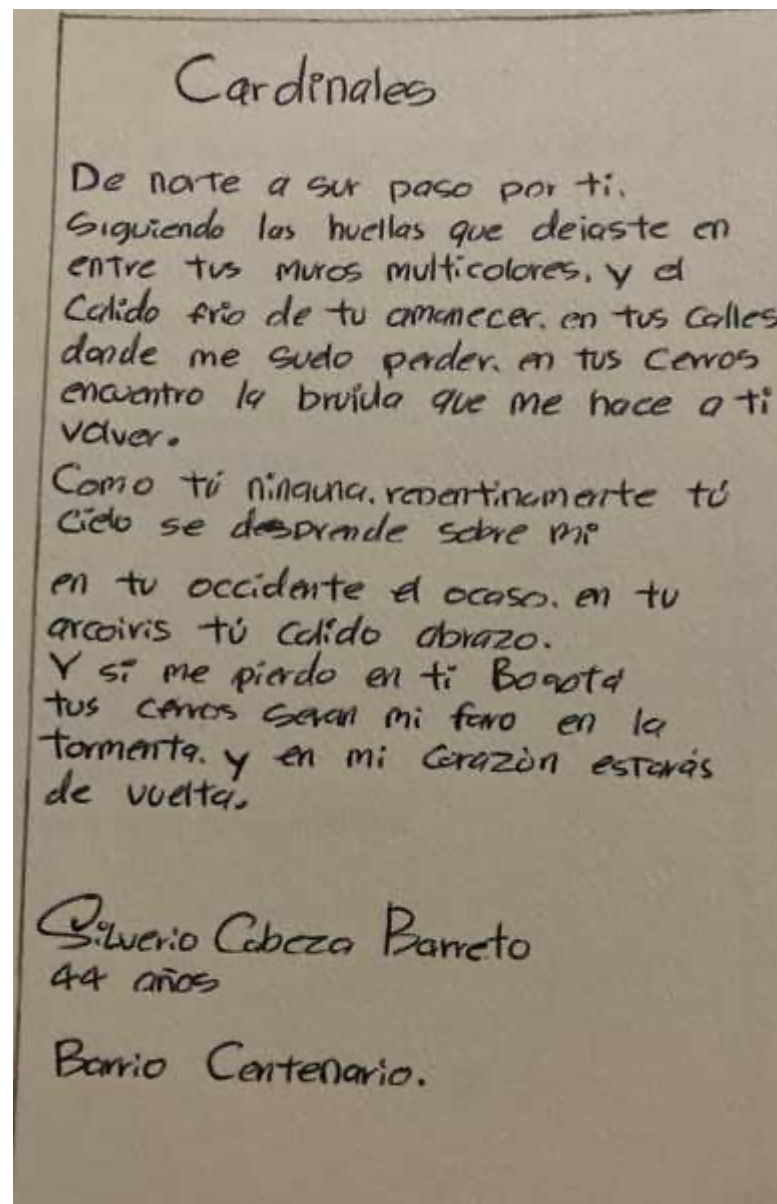 Cardinales
De norte a sur paso por ti.
Siguiendo las huellas que dejaste en
entre tus muros multicolores, y el
Calido frio de tu amanecer. en tus calles
donde me suelo perder. en tus cerros
encuentro la brujula que me hace a ti
volver.
Como tú ninguna. repentinamente tú
cielo se desprende sobre mi
en tu occidente el ocaso. en tu
arcoiris tú calido abrazo.
Y si me pierdo en ti Bogotá
tus cerros seran mi faro en la
tormenta. y en mi Corazòn estarás
de vuelta.
Silverio Cabeza Barreto
44 años
Barrio Centenario.